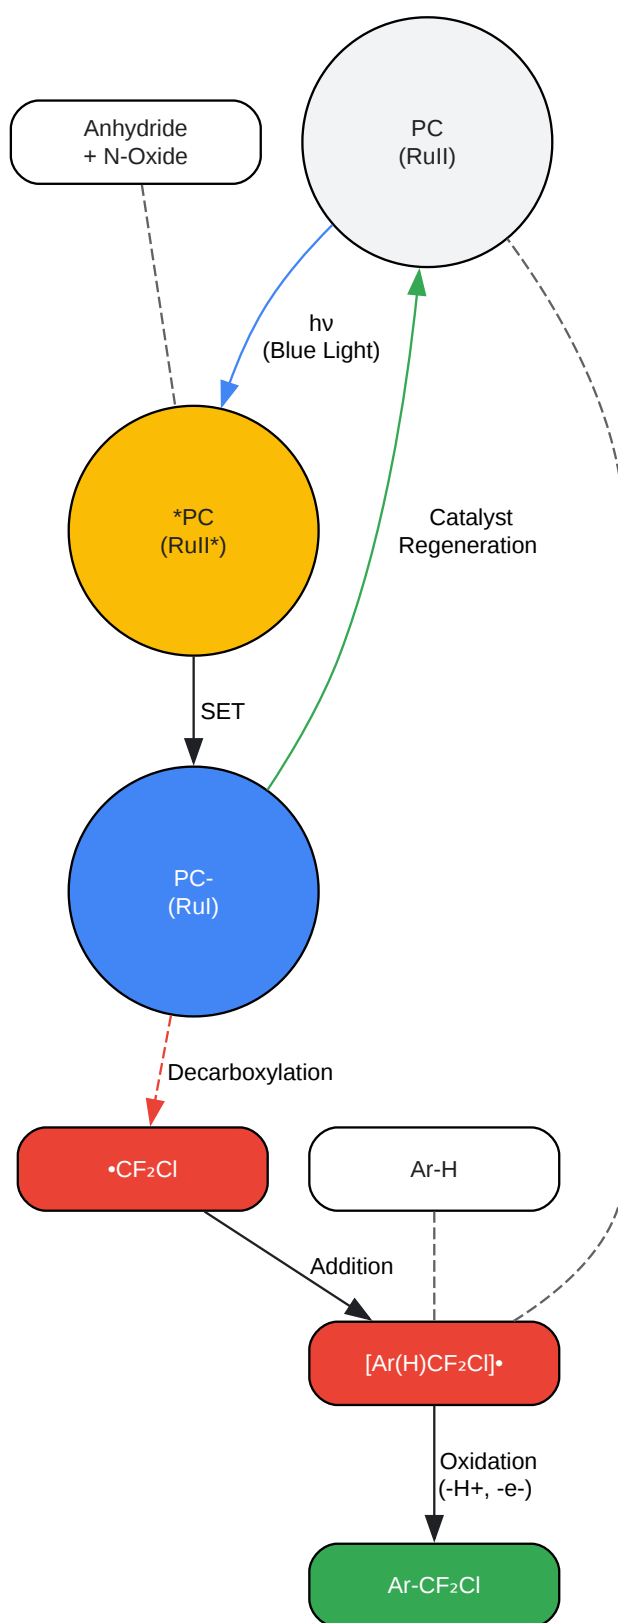 Anhydride
+ N-Oxide
PC
(RuII)
hν
(Blue Light)
*PC
(RuII*)
Catalyst
Regeneration
SET
PC-
(RuI)
Decarboxylation
•CF₂Cl
Ar-H
Addition
[Ar(H)CF₂Cl]•
Oxidation
(-H+, -e-)
Ar-CF₂Cl